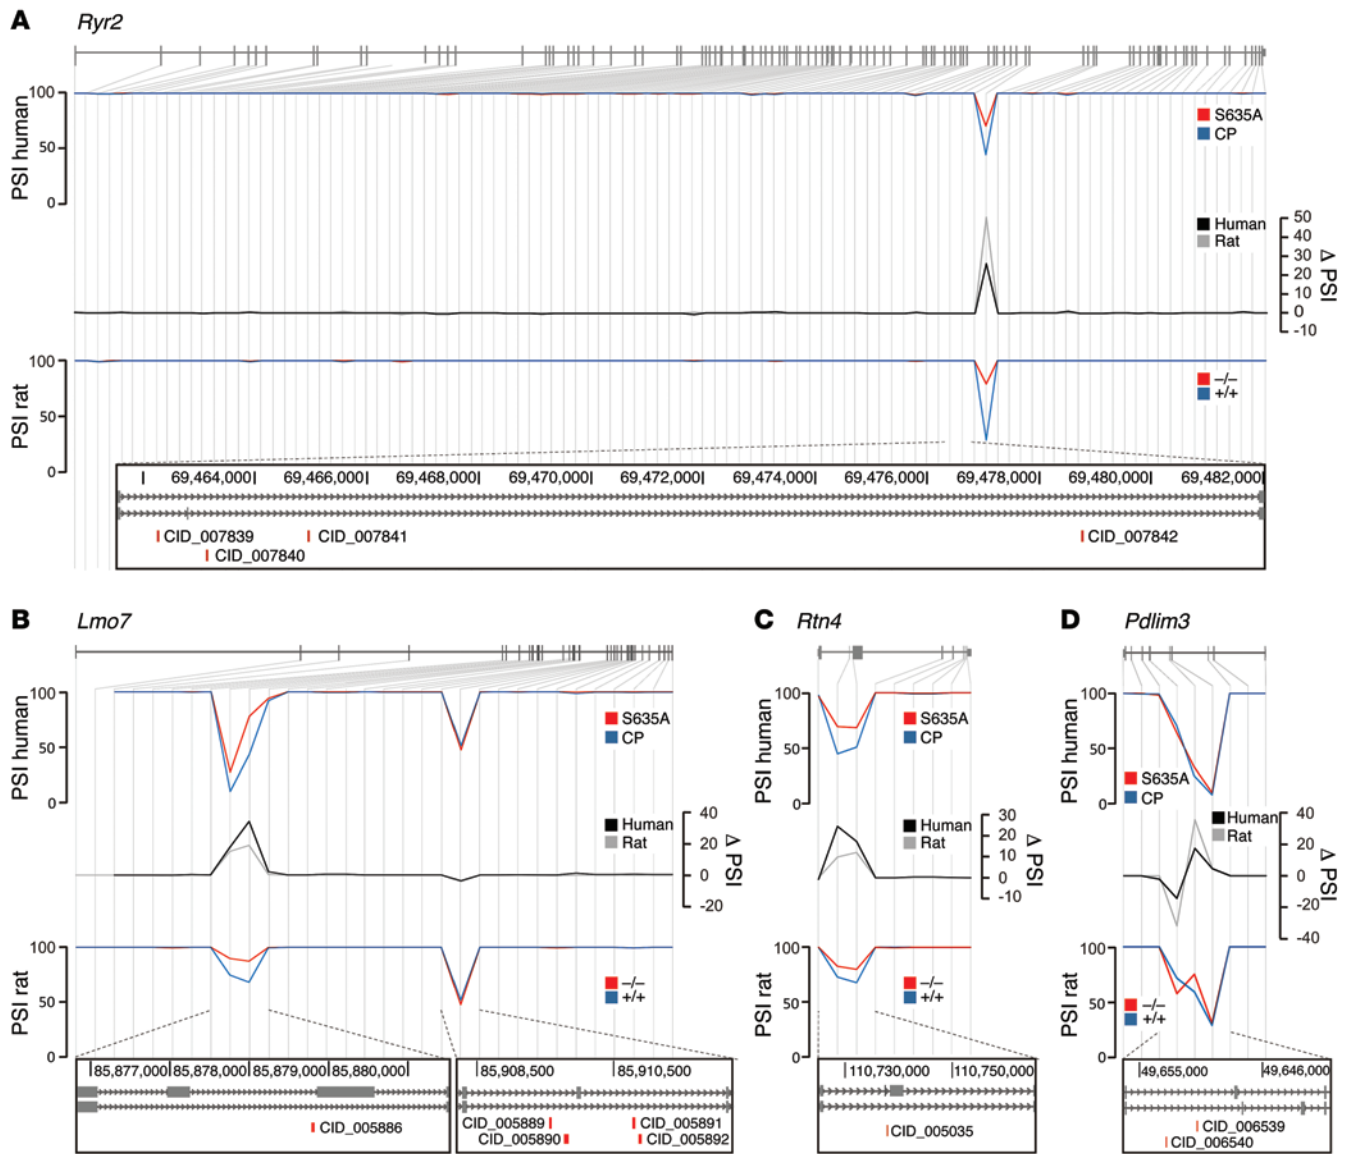 A Ryr2
100
50
0
PSI human
S635A
CP
Human
Rat
50
40
30
20
10
0
-10
Δ PSI
100
50
0
PSI rat
–/–
+/+
69,464,000 69,466,000 69,468,000 69,470,000 69,472,000 69,474,000 69,476,000 69,478,000 69,480,000 69,482,000
CID_007839 CID_007841 CID_007842
CID_007840
B Lmo7
100
50
0
PSI human
S635A
CP
Human
Rat
40
20
0
-20
Δ PSI
100
50
0
PSI rat
–/–
+/+
85,877,000 85,878,000 85,879,000 85,880,000
CID_005886
85,908,500 85,910,500
CID_005889 CID_005891
CID_005890 CID_005892
C Rtn4
100
50
0
PSI human
S635A
CP
Human
Rat
30
20
10
0
-10
Δ PSI
100
50
0
PSI rat
–/–
+/+
110,730,000 110,750,000
CID_005035
D Pdlim3
100
50
0
PSI human
S635A
CP
Human
Rat
40
20
0
-20
-40
Δ PSI
100
50
0
PSI rat
–/–
+/+
49,655,000 49,646,000
CID_006539
CID_006540